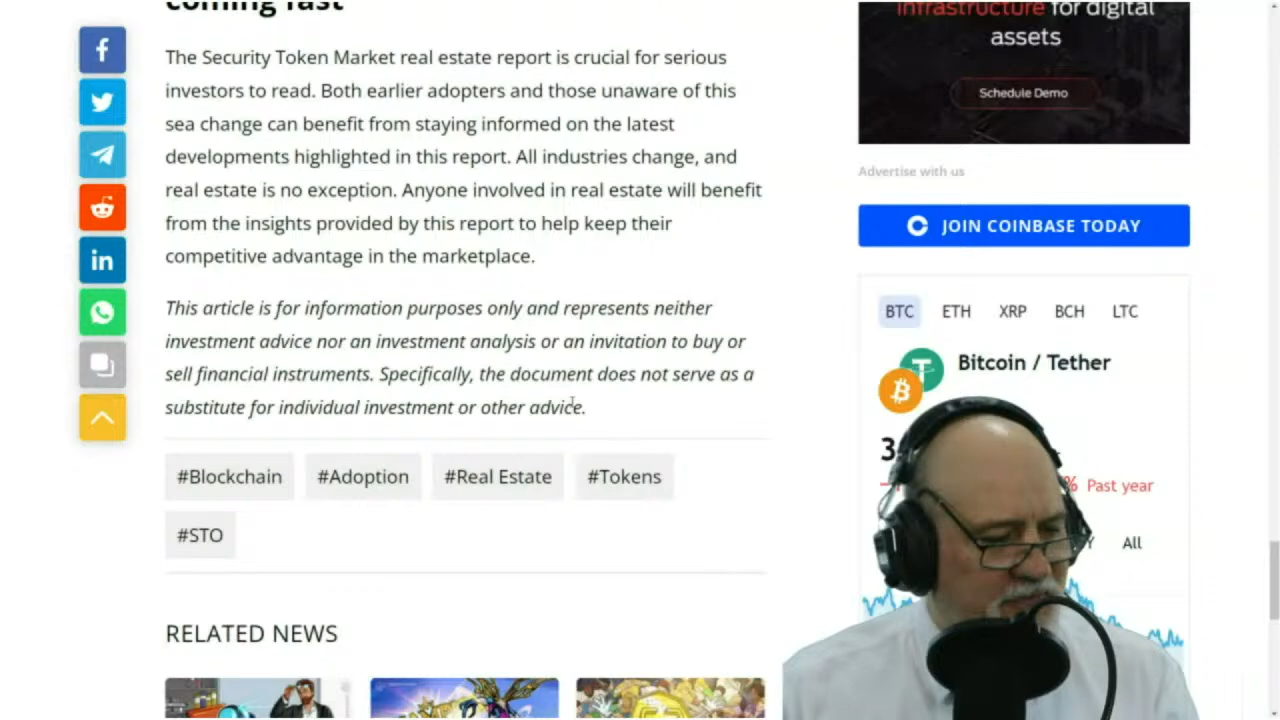 coming fast
The Security Token Market real estate report is crucial for serious
investors to read. Both earlier adopters and those unaware of this
sea change can benefit from staying informed on the latest
developments highlighted in this report. All industries change, and
real estate is no exception. Anyone involved in real estate will benefit
from the insights provided by this report to help keep their
competitive advantage in the marketplace.
This article is for information purposes only and represents neither
investment advice nor an investment analysis or an invitation to buy or
sell financial instruments. Specifically, the document does not serve as a
substitute for individual investment or other advice.
#Blockchain #Adoption #Real Estate #Tokens
#STO
RELATED NEWS
infrastructure for digital
assets
Schedule Demo
Advertise with us
JOIN COINBASE TODAY
BTC ETH XRP BCH LTC
Bitcoin / Tether
3
% Past year
All